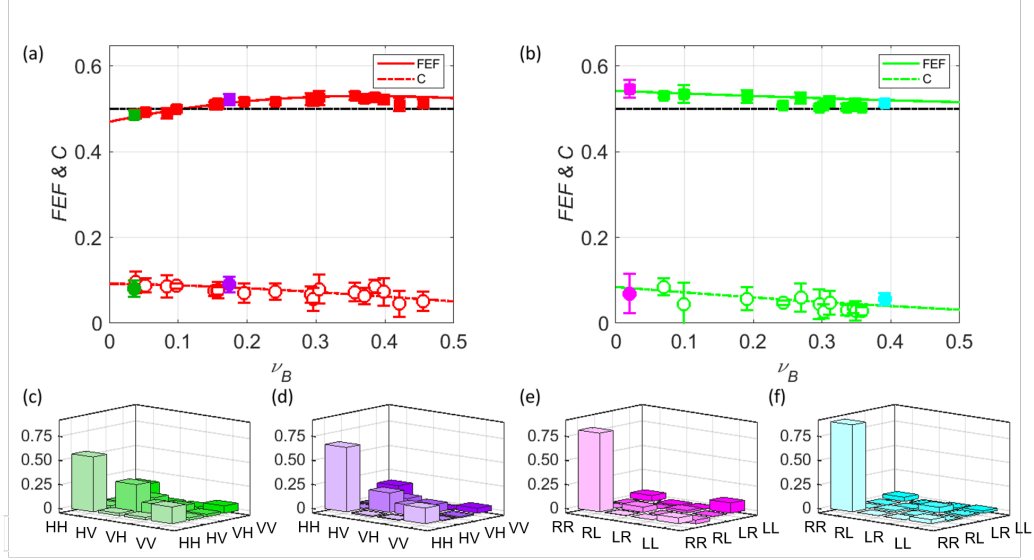 (a)
(b)
0.6
0.4
0.2
0
FEF & C
FEF
C
0 0.1 0.2 0.3 0.4 0.5
ν_B
0.6
0.4
0.2
0
FEF & C
FEF
C
0 0.1 0.2 0.3 0.4 0.5
ν_B
(c)
0.75
0.50
0.25
0
HH HV VH VV HH HV VH VV
(d)
0.75
0.50
0.25
0
HH HV VH VV HH HV VH VV
(e)
0.75
0.50
0.25
0
RR RL LR LL RR RL LR LL
(f)
0.75
0.50
0.25
0
RR RL LR LL RR RL LR LL